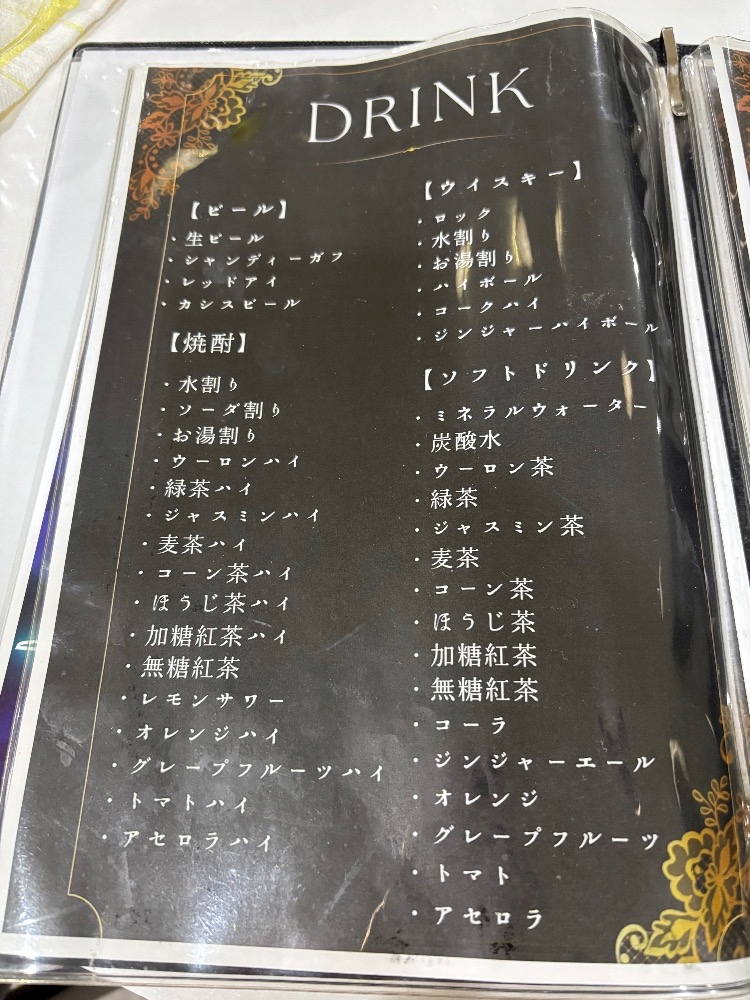 DRINK
【ビール】
・生ビール
・シャンディーガフ
・レッドアイ
・カシスビール
【焼酎】
・水割り
・ソーダ割り
・お湯割り
・ウーロンハイ
・緑茶ハイ
・ジャスミンハイ
・麦茶ハイ
・コーン茶ハイ
・ほうじ茶ハイ
・加糖紅茶ハイ
・無糖紅茶
・レモンサワー
・オレンジハイ
・グレープフルーツハイ
・トマトハイ
・アセロラハイ
【ウイスキー】
・ロック
・水割り
・お湯割り
・ハイボール
・コークハイ
・ジンジャーハイボール
【ソフトドリンク】
・ミネラルウォーター
・炭酸水
・ウーロン茶
・緑茶
・ジャスミン茶
・麦茶
・コーン茶
・ほうじ茶
・加糖紅茶
・無糖紅茶
・コーラ
・ジンジャーエール
・オレンジ
・グレープフルーツ
・トマト
・アセロラ